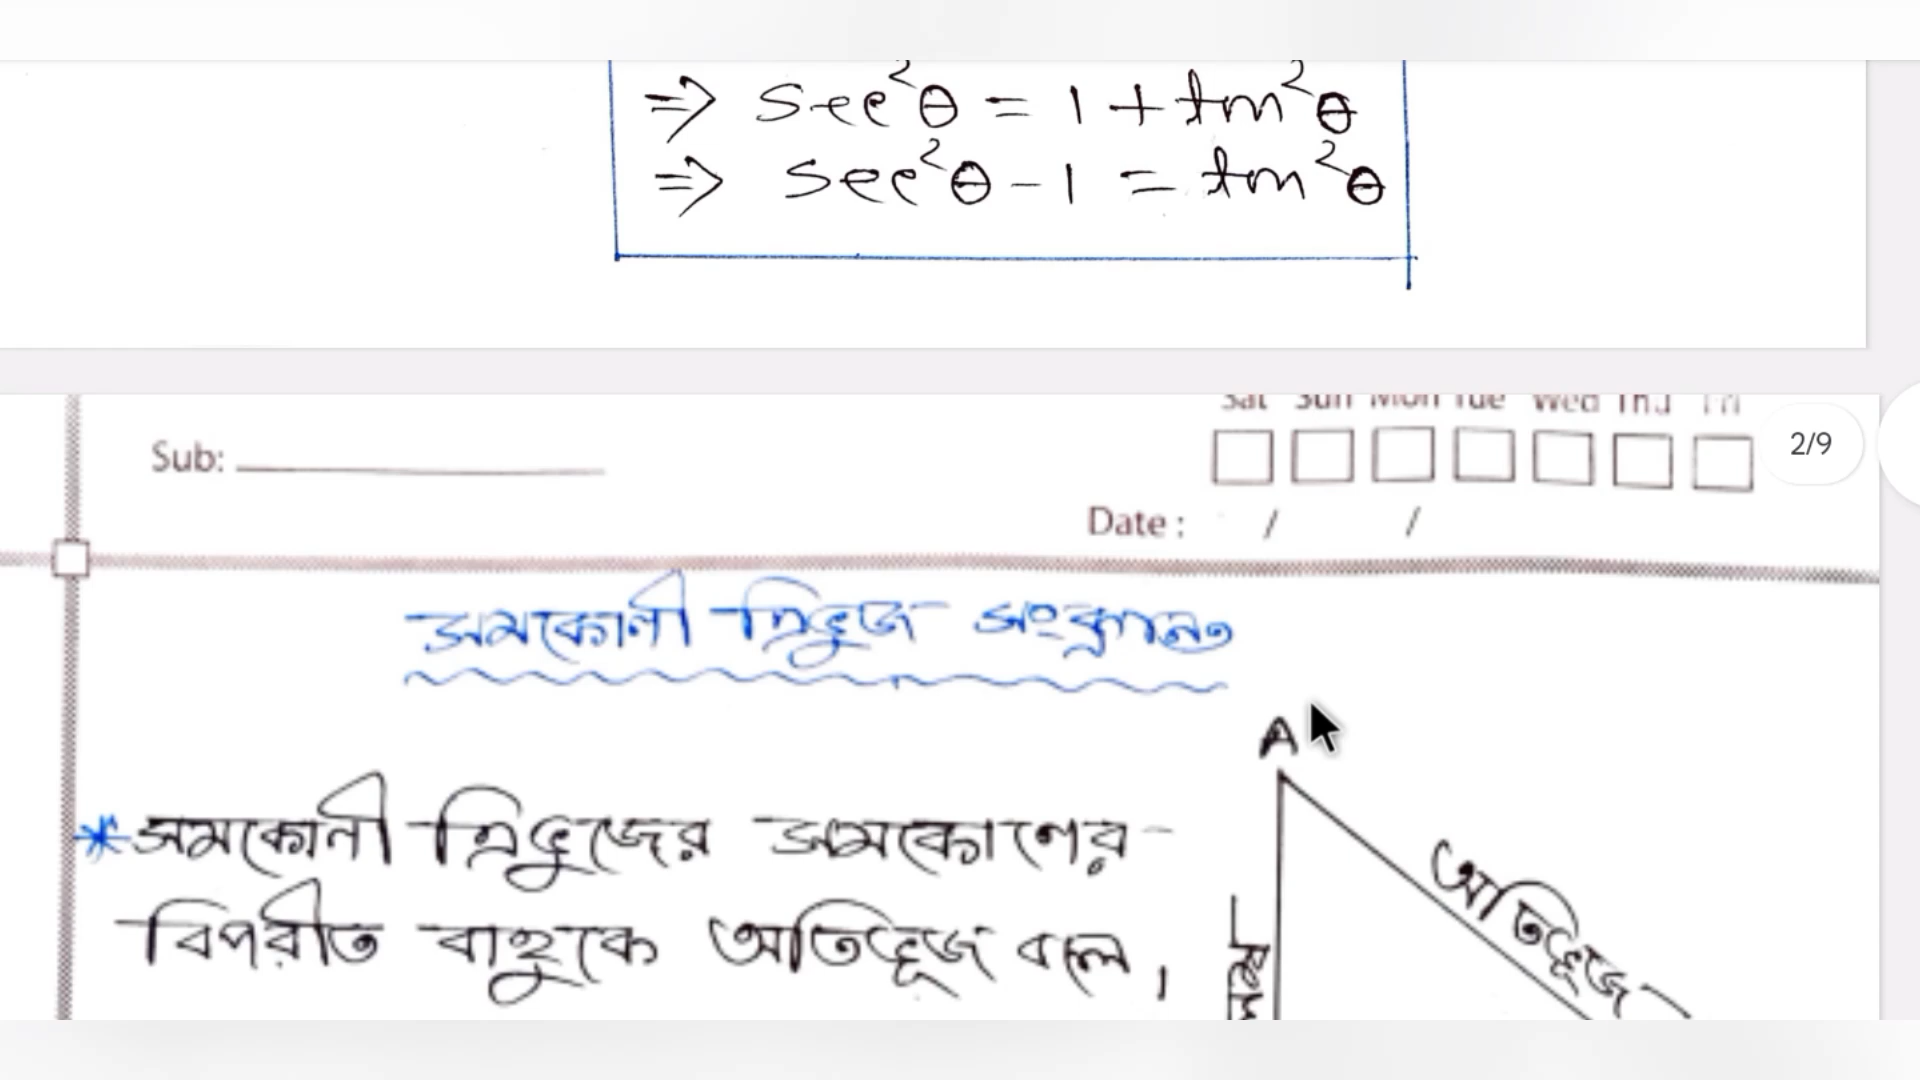 => sec²θ = 1 + tan²θ
=> sec²θ - 1 = tan²θ
Sat Sun Mon Tue Wed Thu Fri
2/9
Sub:
Date : / /
সমকোনী ত্রিভুজ সংক্রান্ত
A
* সমকোনী ত্রিভুজের সমকোণের
বিপরীত বাহুকে অতিভূজ বলে।
অতিভূজ